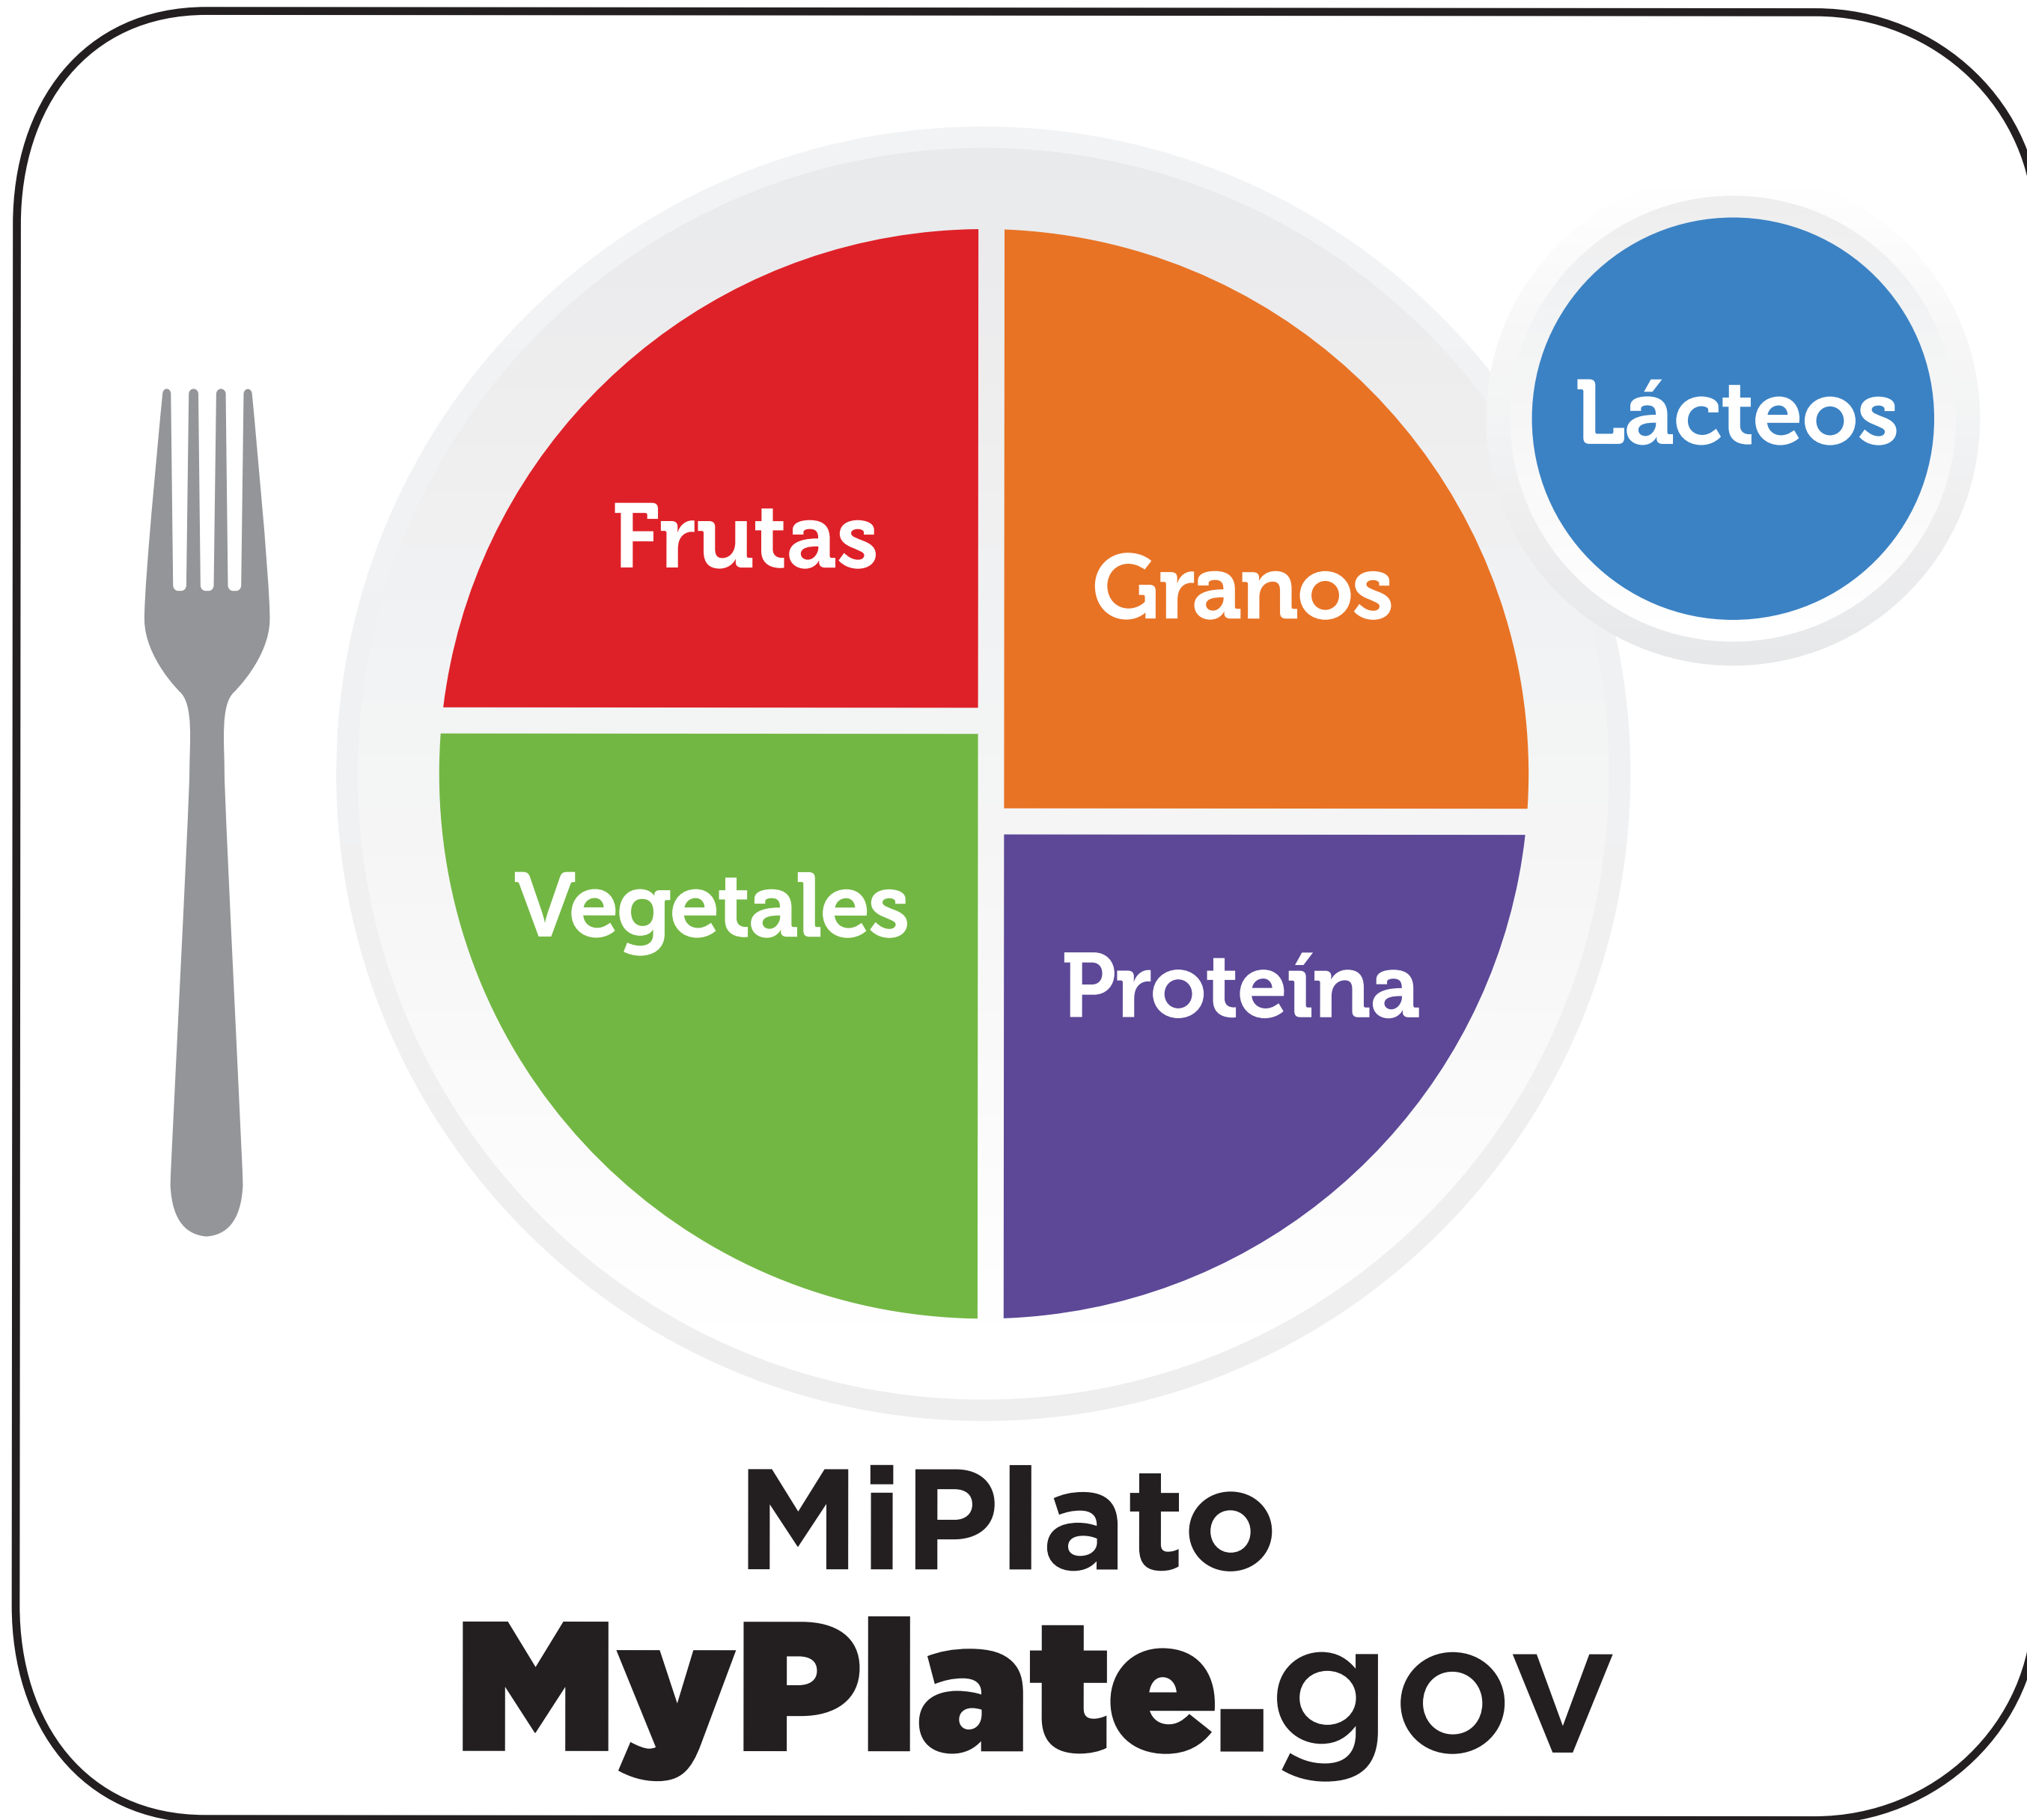 Frutas
Granos
Lácteos
Vegetales
Proteína
MiPlato
MyPlate.gov